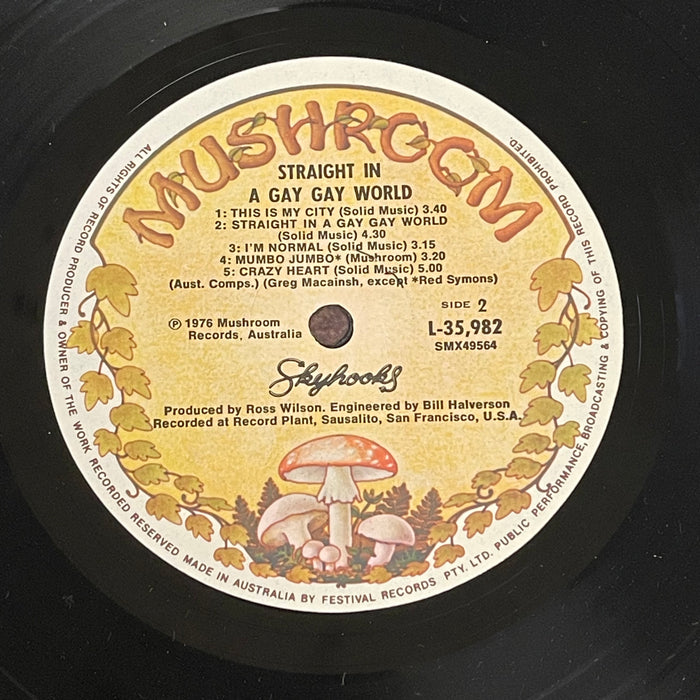 MUSHROOM
STRAIGHT IN
A GAY GAY WORLD
1: THIS IS MY CITY (Solid Music) 3.40
2: STRAIGHT IN A GAY GAY WORLD
(Solid Music) 4.30
3: I'M NORMAL (Solid Music) 3.15
4: MUMBO JUMBO* (Mushroom) 3.20
5: CRAZY HEART (Solid Music) 5.00
(Aust. Comps.) (Greg Macainsh, except *Red Symons)
SIDE 2
℗ 1976 Mushroom
Records, Australia
L-35,982
SMX49564
Skyhooks
Produced by Ross Wilson. Engineered by Bill Halverson
Recorded at Record Plant, Sausalito, San Francisco, U.S.A.
ALL RIGHTS OF RECORD PRODUCER & OWNER OF THE WORK RECORDED RESERVED MADE IN AUSTRALIA BY FESTIVAL RECORDS PTY. LTD. PUBLIC PERFORMANCE, BROADCASTING & COPYING OF THIS RECORD PROHIBITED.